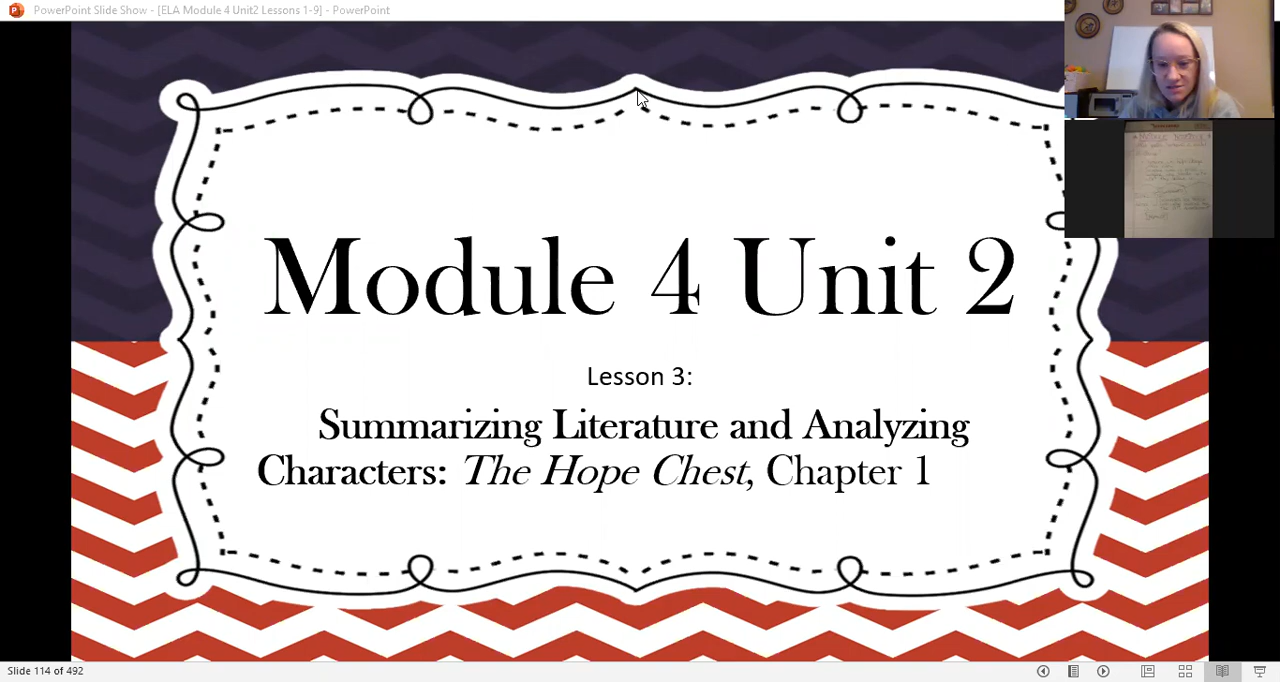 PowerPoint Slide Show - [ELA Module 4 Unit2 Lessons 1-9] - PowerPoint
Module 4 Unit 2
Lesson 3:
Summarizing Literature and Analyzing
Characters: The Hope Chest, Chapter 1
Slide 114 of 492